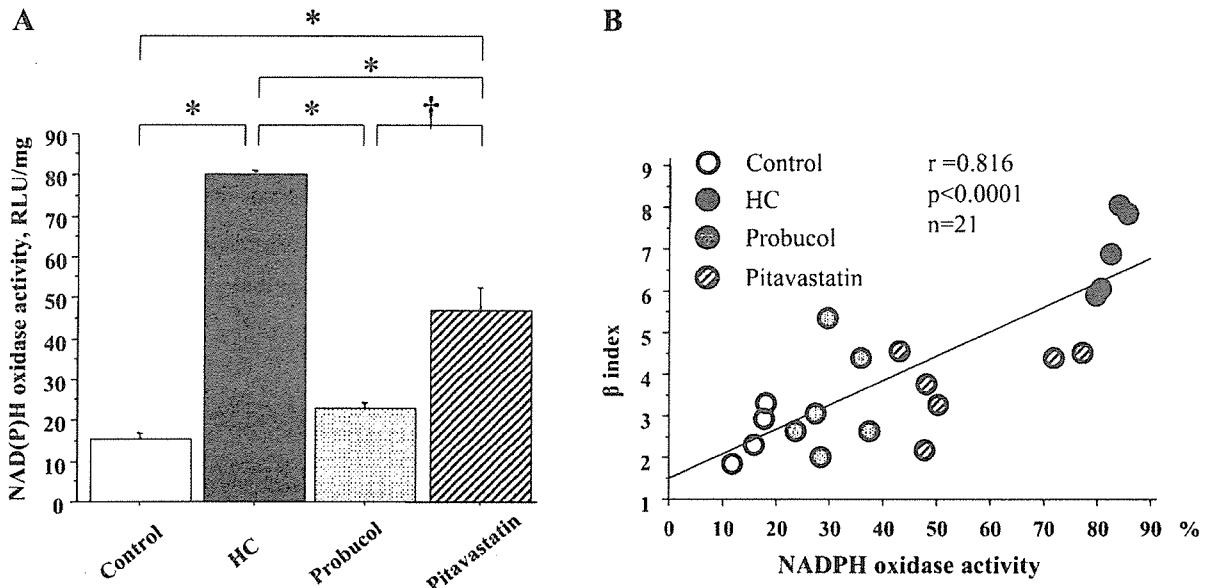 A
*
*
* * †
NAD(P)H oxidase activity, RLU/mg
90
80
70
60
50
40
30
20
10
0
Control
HC
Probucol
Pitavastatin
B
Control
HC
Probucol
Pitavastatin
r =0.816
p<0.0001
n=21
β index
9
8
7
6
5
4
3
2
1
0 10 20 30 40 50 60 70 80 90 %
NADPH oxidase activity